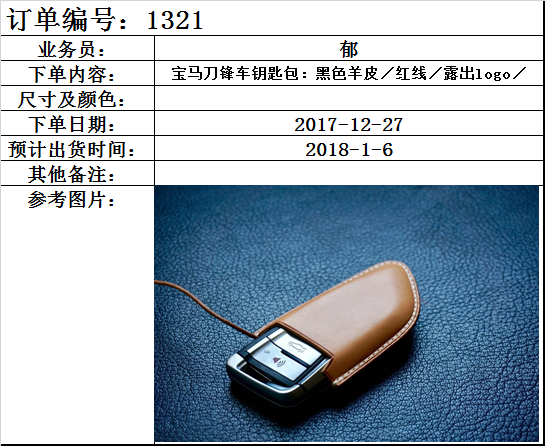 订单编号：1321
业务员： 郁
下单内容： 宝马刀锋车钥匙包：黑色羊皮／红线／露出logo／
尺寸及颜色：
下单日期： 2017-12-27
预计出货时间： 2018-1-6
其他备注：
参考图片：